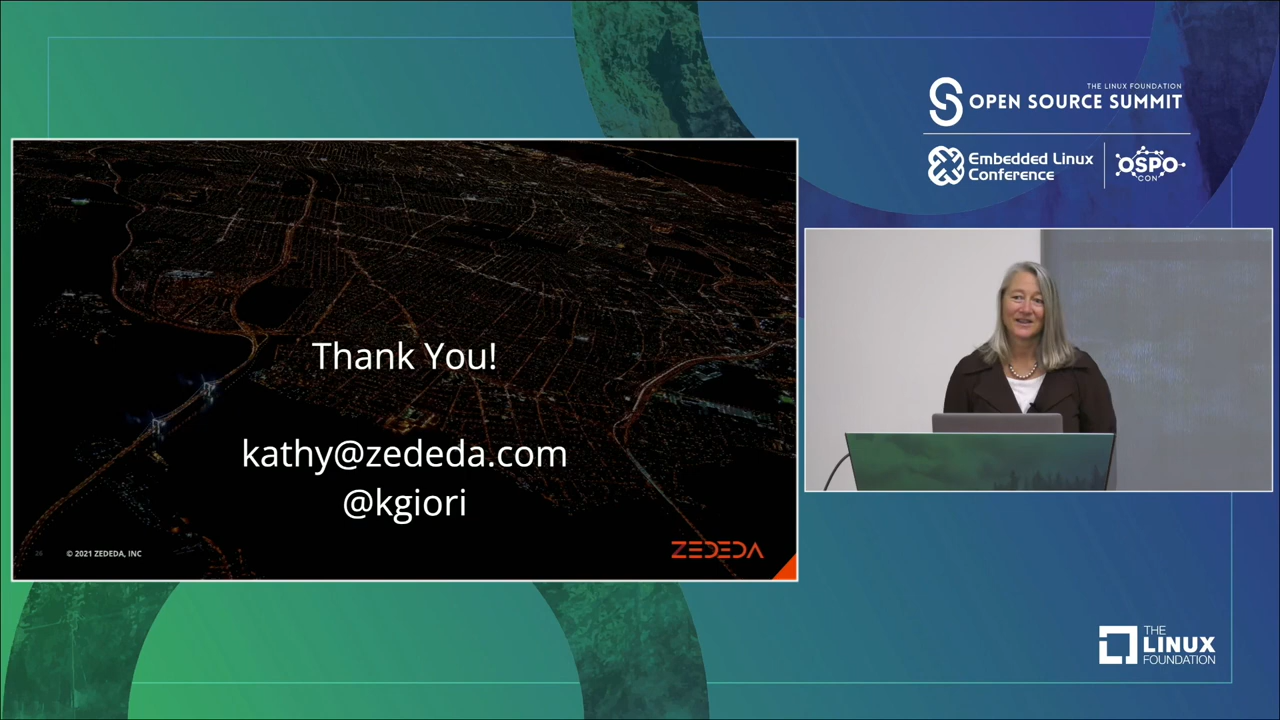 THE LINUX FOUNDATION
OPEN SOURCE SUMMIT
Embedded Linux
Conference
OSPO
CON
Thank You!
kathy@zededa.com
@kgiori
26
© 2021 ZEDEDA, INC
ZEDEDA
THE
LINUX
FOUNDATION